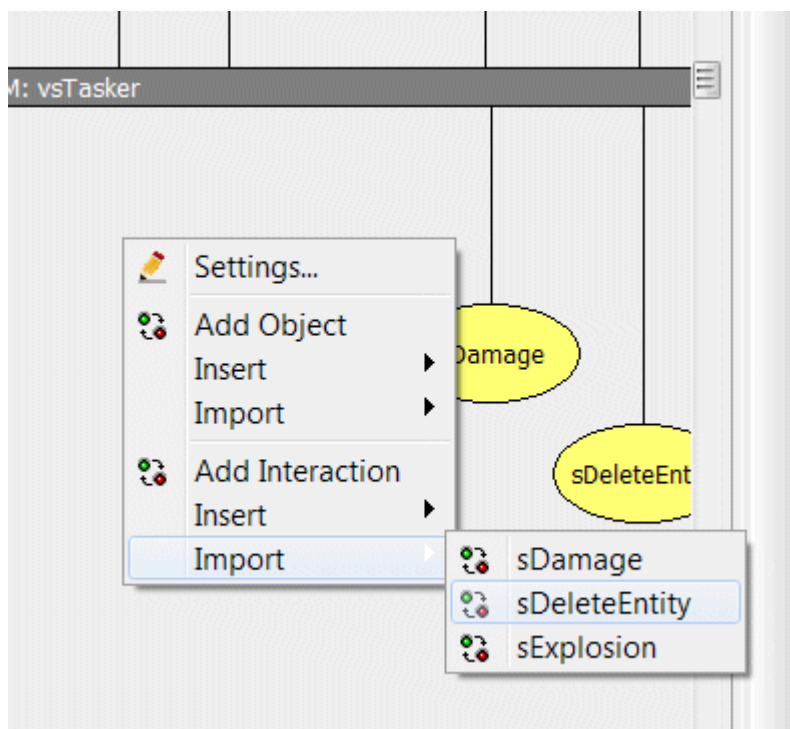 M: vsTasker
Settings...
Add Object
Insert
Import
Damage
Add Interaction
Insert
Import
sDeleteEnt
sDamage
sDeleteEntity
sExplosion